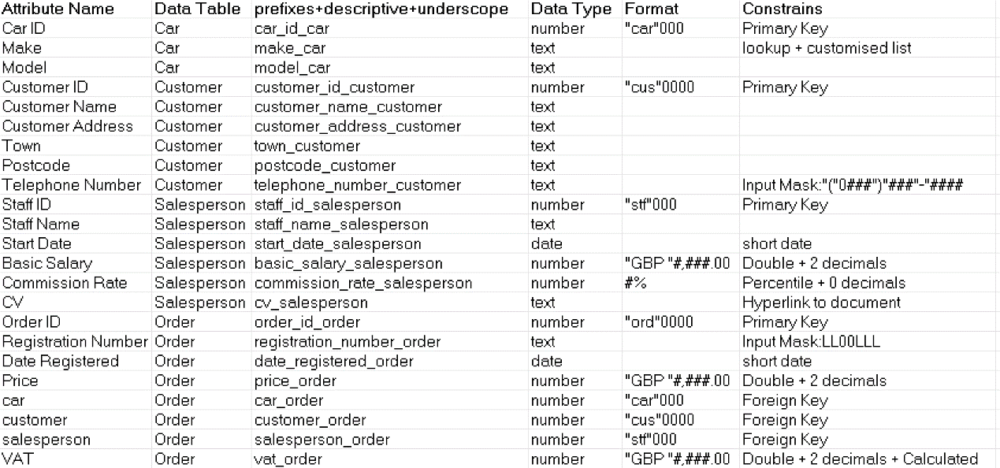 Attribute Name Data Table prefixes+descriptive+underscope Data Type Format Constrains
Car ID Car car_id_car number "car"000 Primary Key
Make Car make_car text lookup + customised list
Model Car model_car text
Customer ID Customer customer_id_customer number "cus"0000 Primary Key
Customer Name Customer customer_name_customer text
Customer Address Customer customer_address_customer text
Town Customer town_customer text
Postcode Customer postcode_customer text
Telephone Number Customer telephone_number_customer text Input Mask:"("0###")"###"-"####
Staff ID Salesperson staff_id_salesperson number "stf"000 Primary Key
Staff Name Salesperson staff_name_salesperson text
Start Date Salesperson start_date_salesperson date short date
Basic Salary Salesperson basic_salary_salesperson number "GBP "#,###.00 Double + 2 decimals
Commission Rate Salesperson commission_rate_salesperson number #% Percentile + 0 decimals
CV Salesperson cv_salesperson text Hyperlink to document
Order ID Order order_id_order number "ord"0000 Primary Key
Registration Number Order registration_number_order text Input Mask:LL00LLL
Date Registered Order date_registered_order date short date
Price Order price_order number "GBP "#,###.00 Double + 2 decimals
car Order car_order number "car"000 Foreign Key
customer Order customer_order number "cus"0000 Foreign Key
salesperson Order salesperson_order number "stf"000 Foreign Key
VAT Order vat_order number "GBP "#,###.00 Double + 2 decimals + Calculated